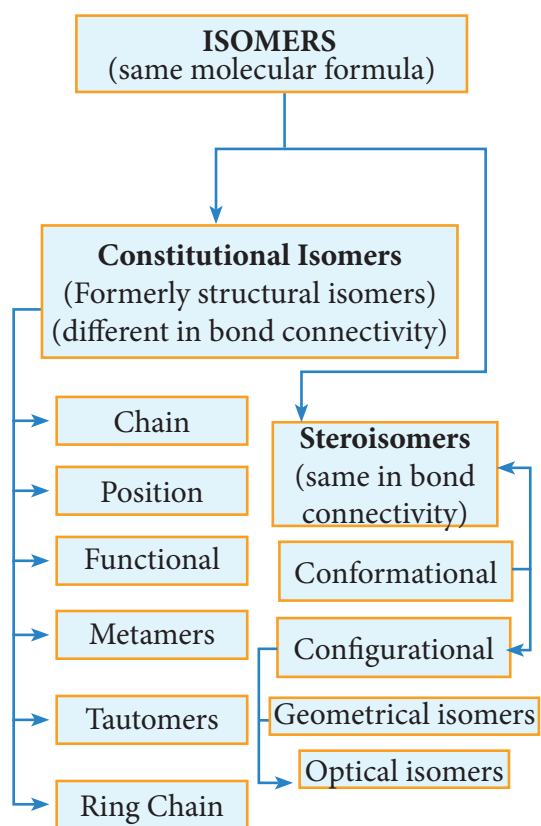 ISOMERS
(same molecular formula)
Constitutional Isomers
(Formerly structural isomers)
(different in bond connectivity)
Chain
Position
Functional
Metamers
Tautomers
Ring Chain
Steroisomers
(same in bond
connectivity)
Conformational
Configurational
Geometrical isomers
Optical isomers